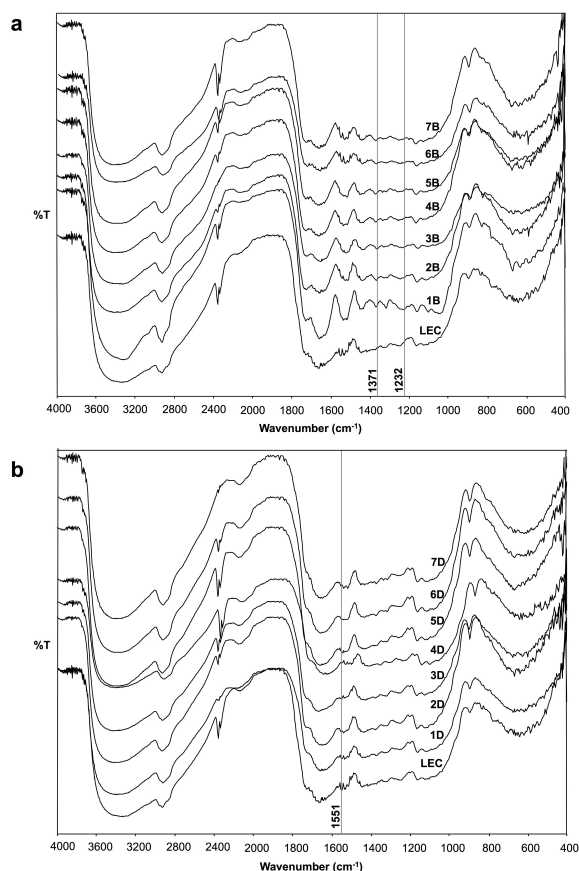 a
7B
6B
5B
4B
%T
3B
2B
1B
LEC
1371
1232
4000 3600 3200 2800 2400 2000 1600 1400 1200 1000 800 600 400
Wavenumber (cm-1)
b
7D
6D
5D
%T
4D
3D
2D
1D
LEC
1551
4000 3600 3200 2800 2400 2000 1800 1600 1400 1200 1000 800 600 400
Wavenumber (cm-1)